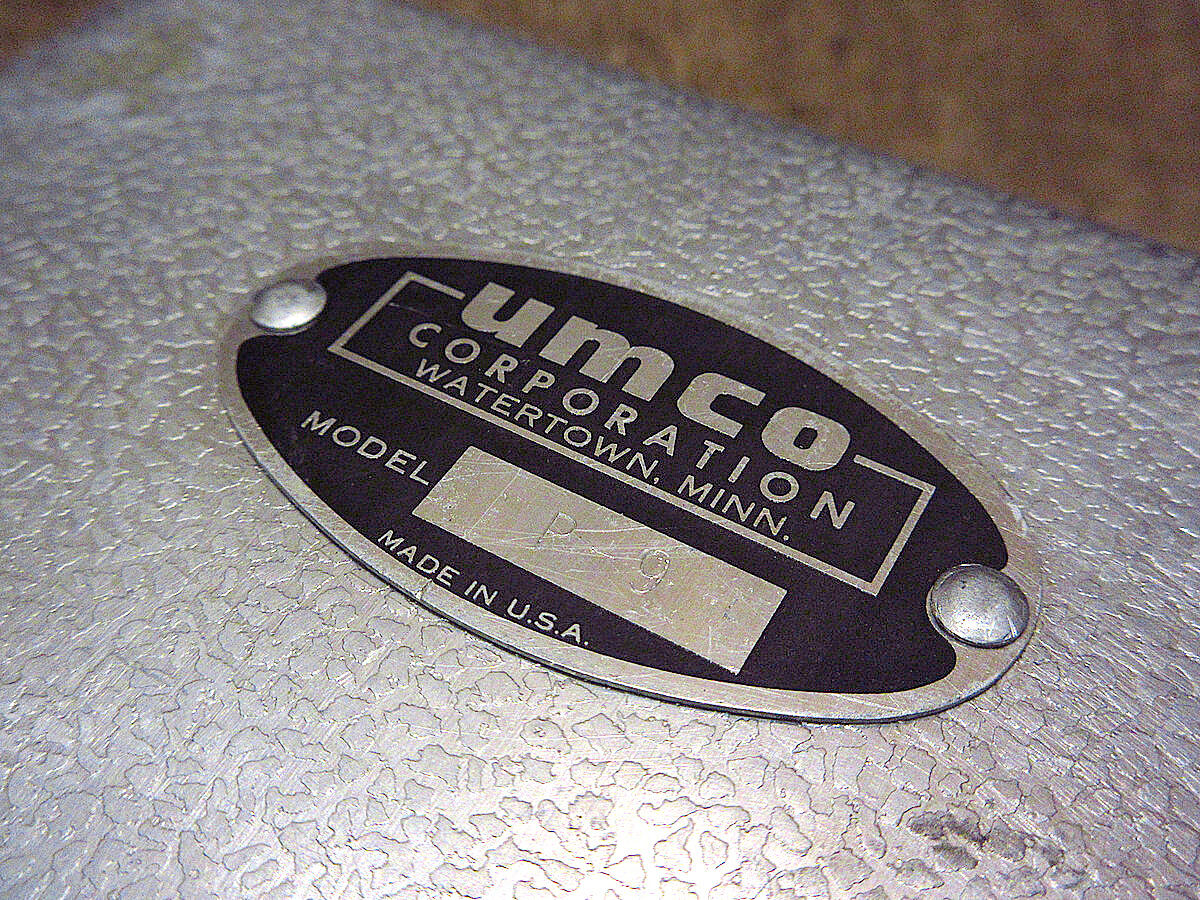 umco
CORPORATION
WATERTOWN, MINN.
MODEL P 9
MADE IN U.S.A.